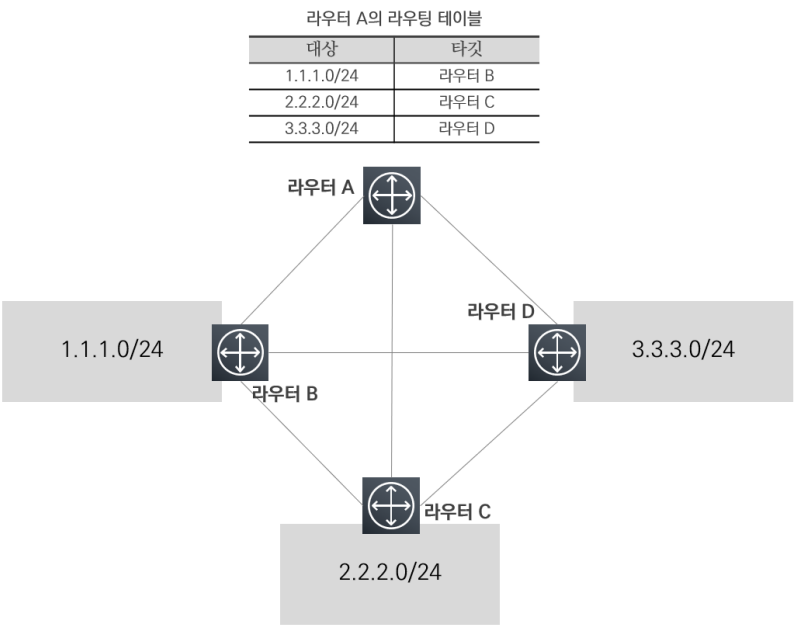 라우터 A의 라우팅 테이블
대상 타깃
1.1.1.0/24 라우터 B
2.2.2.0/24 라우터 C
3.3.3.0/24 라우터 D
라우터 A
라우터 D
1.1.1.0/24
3.3.3.0/24
라우터 B
라우터 C
2.2.2.0/24